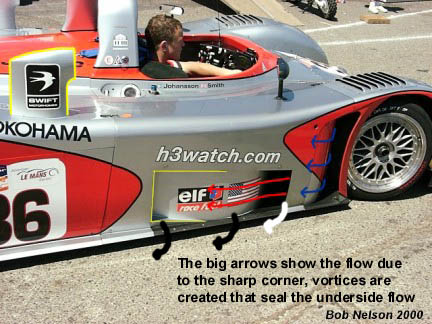 SWIFT
Johansson Smith
YOKOHAMA
h3watch.com
LE MANS
36
elf
race
The big arrows show the flow due
to the sharp corner, vortices are
created that seal the underside flow
Bob Nelson 2000